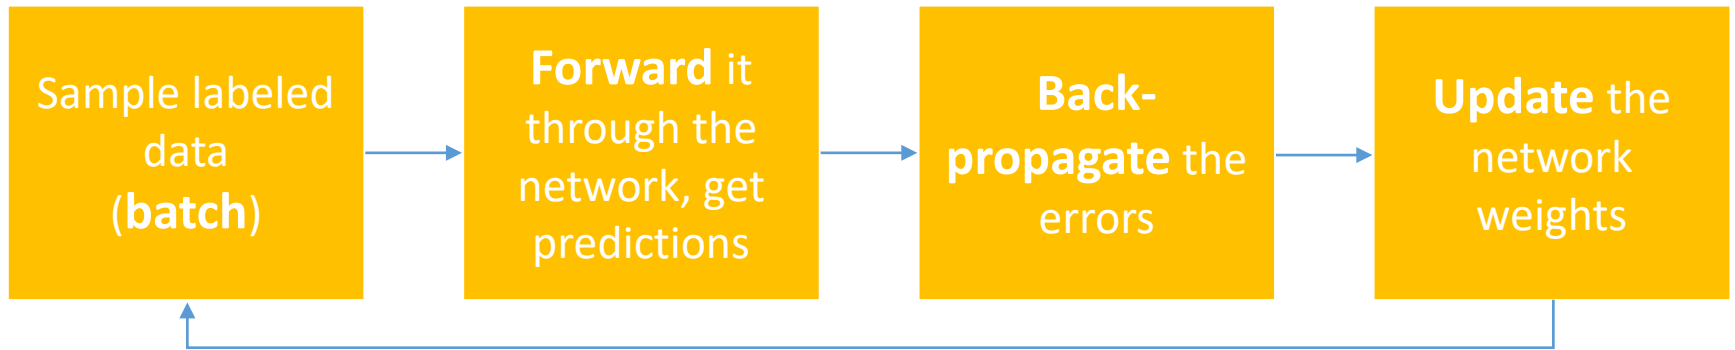 Sample labeled
data
(batch)
Forward it
through the
network, get
predictions
Back-
propagate the
errors
Update the
network
weights